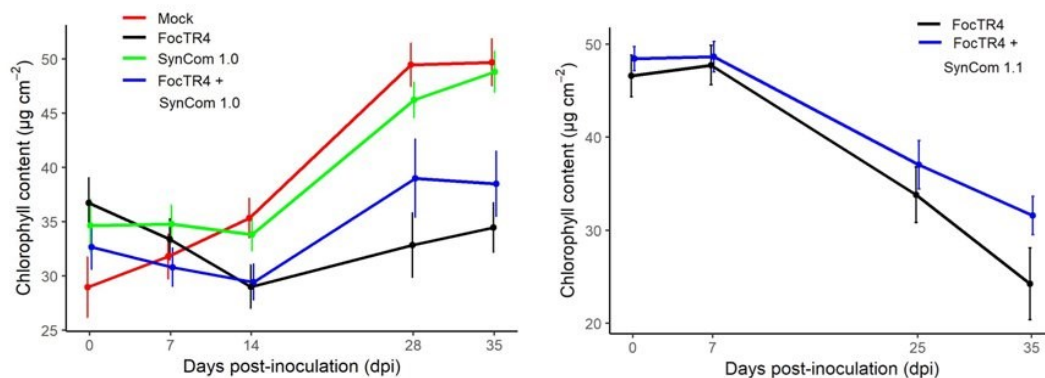 Mock
FocTR4
SynCom 1.0
FocTR4 +
SynCom 1.0
Chlorophyll content (µg cm⁻²)
50
45
40
35
30
25
0
7
14
28
35
Days post-inoculation (dpi)
FocTR4
FocTR4 +
SynCom 1.1
Chlorophyll content (µg cm⁻²)
50
40
30
20
0
7
25
35
Days post-inoculation (dpi)